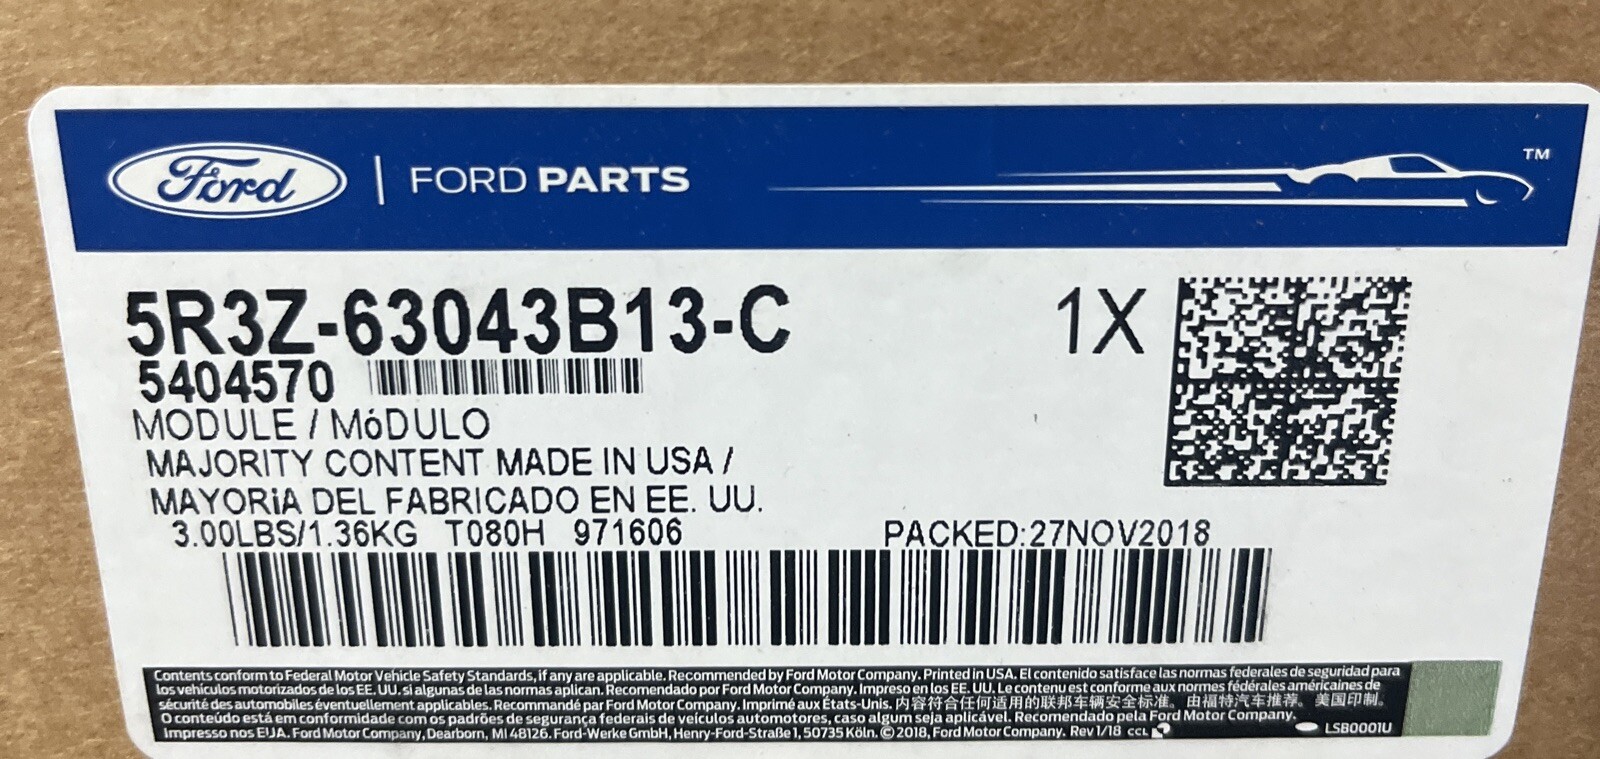 Ford | FORD PARTS ™
5R3Z-63043B13-C 1X
5404570
MODULE / MóDULO
MAJORITY CONTENT MADE IN USA /
MAYORíA DEL FABRICADO EN EE. UU.
3.00LBS/1.36KG T080H 971606 PACKED:27NOV2018
Contents conform to Federal Motor Vehicle Safety Standards, if any are applicable. Recommended by Ford Motor Company. Printed in USA. El contenido satisface las normas federales de seguridad para
los vehículos motorizados de los EE. UU. si algunas de las normas aplican. Recomendado por Ford Motor Company. Impreso en los EE. UU. Le contenu est conforme aux normes fédérales américaines de
sécurité des automobiles éventuellement applicables. Recommandé par Ford Motor Company. Imprimé aux États-Unis. 内容符合任何适用的联邦车辆安全标准。由福特汽车推荐。美国印制。
O conteúdo está em conformidade com os padrões de segurança federais de veículos automotores, caso algum seja aplicável. Recomendado pela Ford Motor Company.
Impresso nos EUA. Ford Motor Company, Dearborn, MI 48126. Ford-Werke GmbH, Henry-Ford-Straße 1, 50735 Köln. ©2018, Ford Motor Company. Rev 1/18 CCL LSB0001U